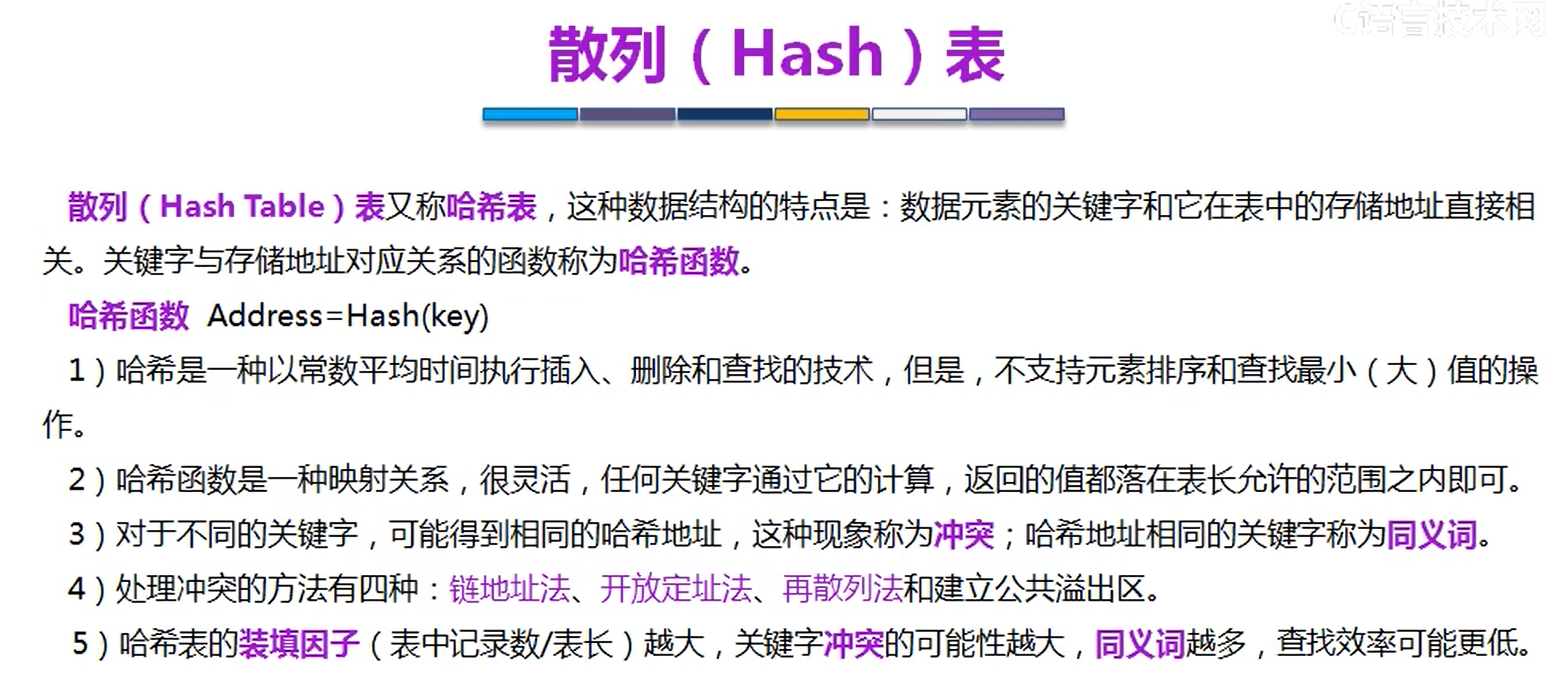 C语言技术网
散列（Hash）表
散列（Hash Table）表又称哈希表，这种数据结构的特点是：数据元素的关键字和它在表中的存储地址直接相
关。关键字与存储地址对应关系的函数称为哈希函数。
哈希函数 Address=Hash(key)
1）哈希是一种以常数平均时间执行插入、删除和查找的技术，但是，不支持元素排序和查找最小（大）值的操
作。
2）哈希函数是一种映射关系，很灵活，任何关键字通过它的计算，返回的值都落在表长允许的范围之内即可。
3）对于不同的关键字，可能得到相同的哈希地址，这种现象称为冲突；哈希地址相同的关键字称为同义词。
4）处理冲突的方法有四种：链地址法、开放定址法、再散列法和建立公共溢出区。
5）哈希表的装填因子（表中记录数/表长）越大，关键字冲突的可能性越大，同义词越多，查找效率可能更低。